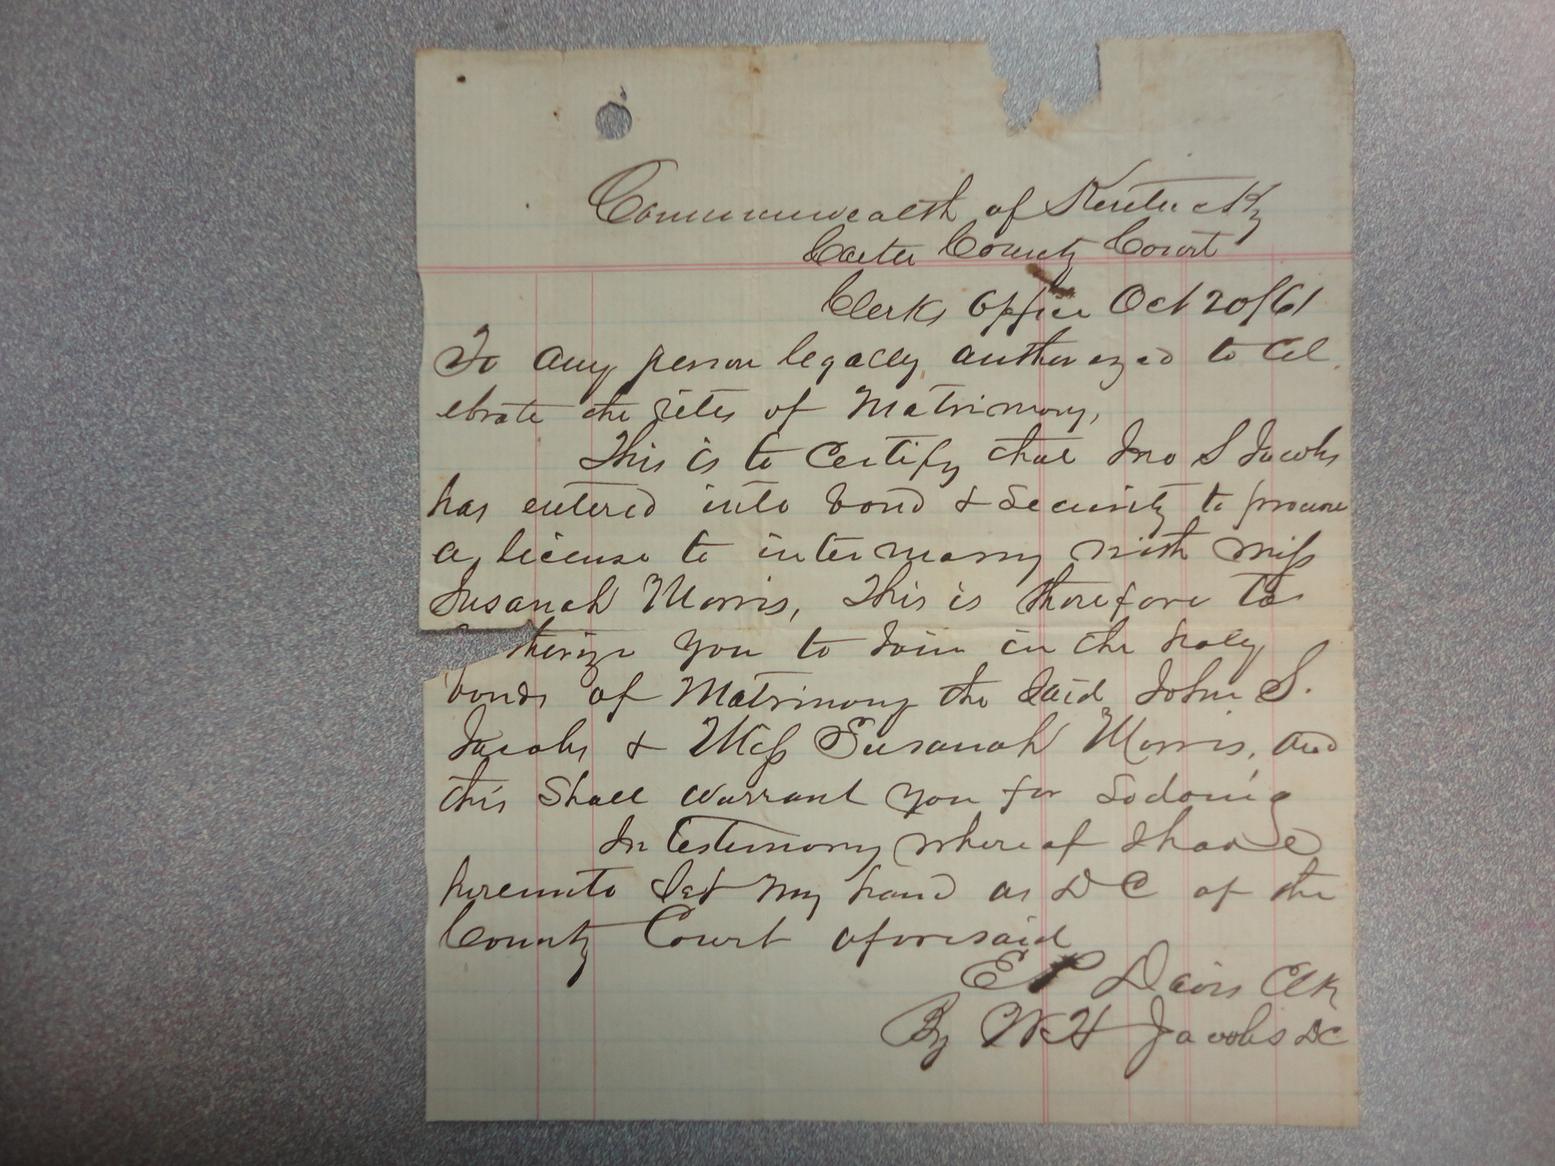 Commonwealth of Kentucky
Carter County Court
Clerks Office Oct 20/61
To any person legally authorized to cel
ebrate the rites of Matrimony,
This is to Certify that Jno S Jacobs
has entered into bond & Security to procure
a license to intermarry with Miss
Susanah Morris, This is therefore to
thorize you to Join in the holy
bonds of Matrimony the Said John S.
Jacobs & Miss Susanah Morris, and
this Shall warrant you for so doing
In testimony where of I have
hereunto Set my hand as D C of the
County Court aforesaid
E P Davis Clk
By W H Jacobs DC